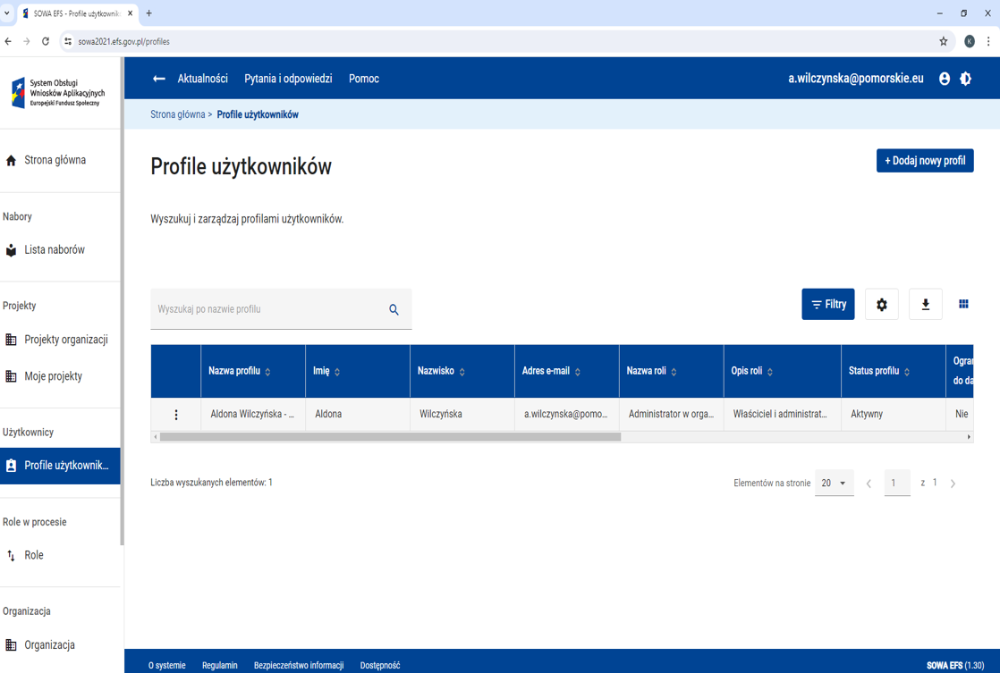 SOWA EFS - Profile użytkownik
sowa2021.efs.gov.pl/profiles
K
System Obsługi
Wniosków Aplikacyjnych
Europejski Fundusz Społeczny
Aktualności Pytania i odpowiedzi Pomoc
a.wilczynska@pomorskie.eu
Strona główna > Profile użytkowników
Strona główna
Nabory
Lista naborów
Projekty
Projekty organizacji
Moje projekty
Użytkownicy
Profile użytkownik...
Role w procesie
Role
Organizacja
Organizacja
Profile użytkowników
+ Dodaj nowy profil
Wyszukuj i zarządzaj profilami użytkowników.
Wyszukaj po nazwie profilu
Filtry
Nazwa profilu Imię Nazwisko Adres e-mail Nazwa roli Opis roli Status profilu Ogran
do da
Aldona Wilczyńska - ... Aldona Wilczyńska a.wilczynska@pomo... Administrator w orga... Właściciel i administrat... Aktywny Nie
Liczba wyszukanych elementów: 1
Elementów na stronie 20 1 z 1
O systemie Regulamin Bezpieczeństwo informacji Dostępność
SOWA EFS (1.30)